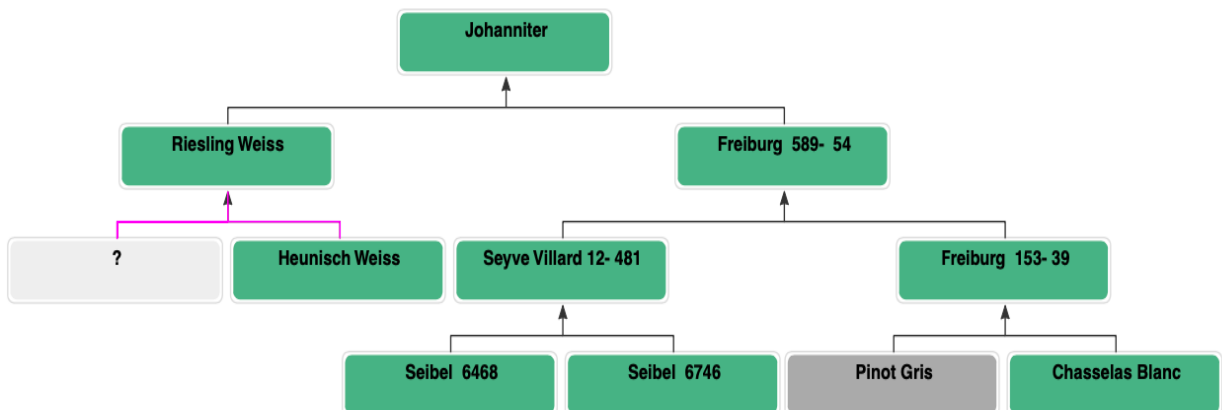 Johanniter
Riesling Weiss
Freiburg 589- 54
?
Heunisch Weiss
Seyve Villard 12- 481
Freiburg 153- 39
Seibel 6468
Seibel 6746
Pinot Gris
Chasselas Blanc